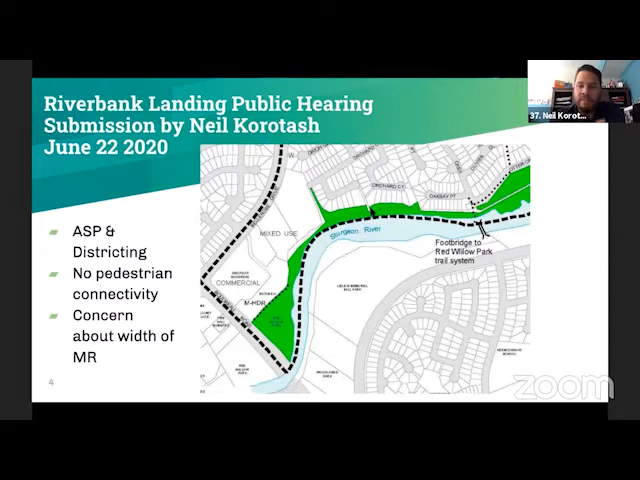 37. Neil Korot...
Riverbank Landing Public Hearing
Submission by Neil Korotash
June 22 2020
ASP &
Districting
No pedestrian
connectivity
Concern
about width of
MR
ORCHARD CT
OAKBAY PT
MIXED USE
Sturgeon River
Footbridge to
Red Willow Park
trail system
COMMERCIAL
M-HDR
4
zoom